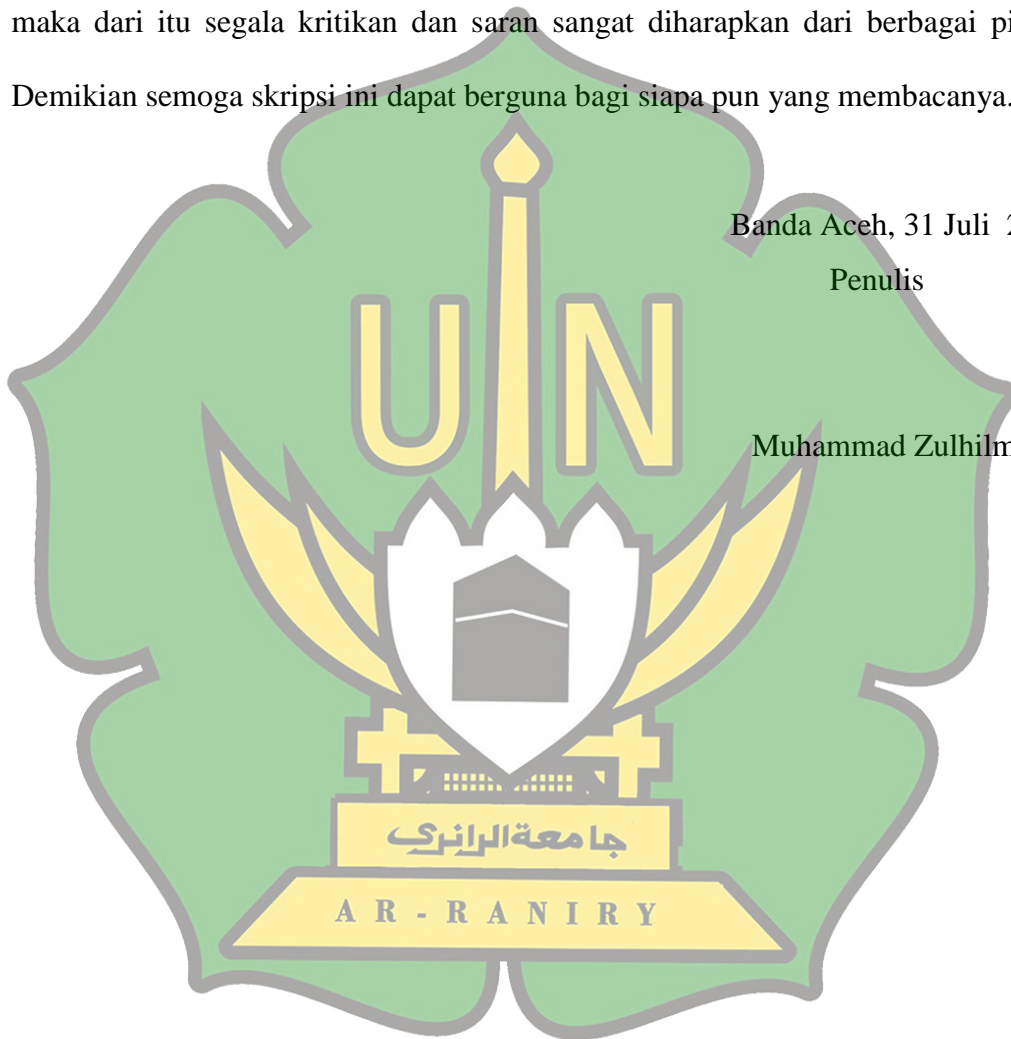 maka dari itu segala kritikan dan saran sangat diharapkan dari berbagai
Demikian semoga skripsi ini dapat berguna bagi siapa pun yang membacanya.
Banda Aceh, 31 Juli
Penulis
UIN
Muhammad
جامعة الرانري
AR-RANIRY